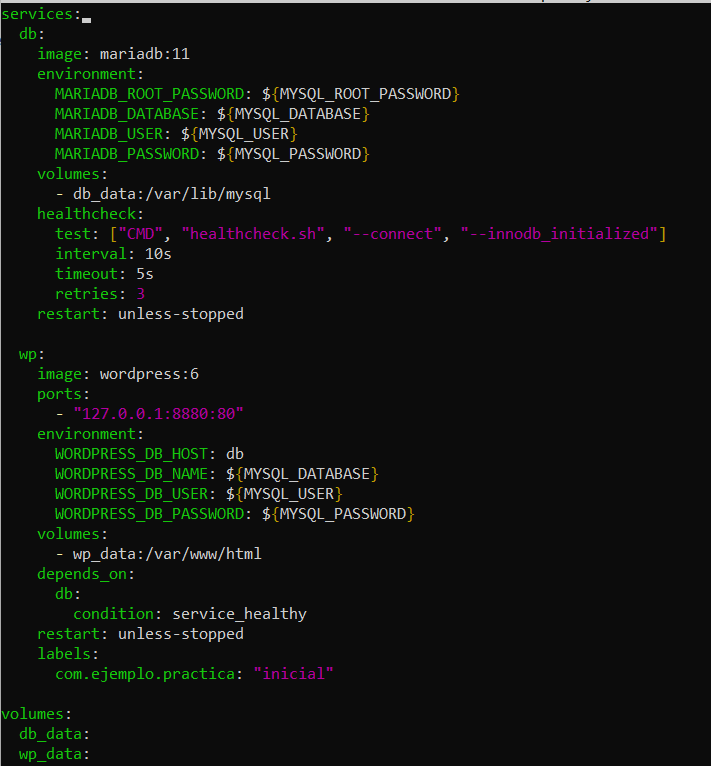 services:
  db:
    image: mariadb:11
    environment:
      MARIADB_ROOT_PASSWORD: ${MYSQL_ROOT_PASSWORD}
      MARIADB_DATABASE: ${MYSQL_DATABASE}
      MARIADB_USER: ${MYSQL_USER}
      MARIADB_PASSWORD: ${MYSQL_PASSWORD}
    volumes:
      - db_data:/var/lib/mysql
    healthcheck:
      test: ["CMD", "healthcheck.sh", "--connect", "--innodb_initialized"]
      interval: 10s
      timeout: 5s
      retries: 3
    restart: unless-stopped

  wp:
    image: wordpress:6
    ports:
      - "127.0.0.1:8880:80"
    environment:
      WORDPRESS_DB_HOST: db
      WORDPRESS_DB_NAME: ${MYSQL_DATABASE}
      WORDPRESS_DB_USER: ${MYSQL_USER}
      WORDPRESS_DB_PASSWORD: ${MYSQL_PASSWORD}
    volumes:
      - wp_data:/var/www/html
    depends_on:
      db:
        condition: service_healthy
    restart: unless-stopped
    labels:
      com.ejemplo.practica: "inicial"

volumes:
  db_data:
  wp_data: